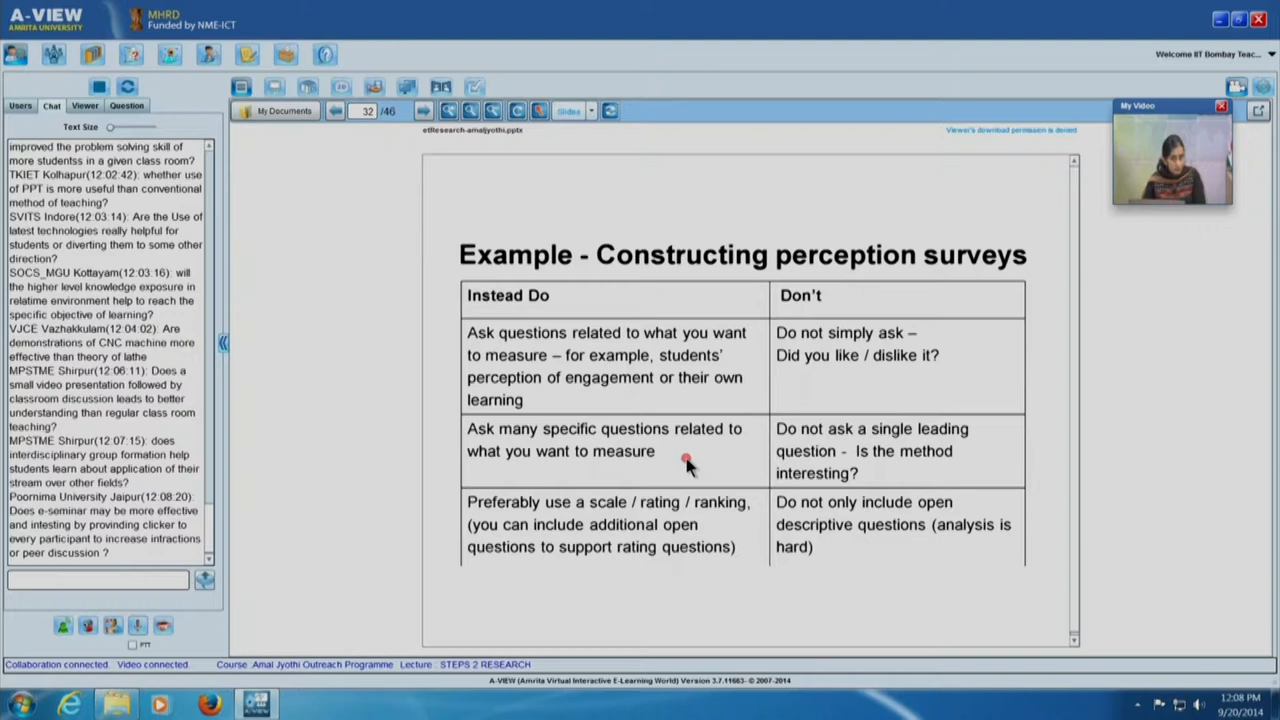 A-VIEW
AMRITA UNIVERSITY
MHRD
Funded by NME-ICT
Welcome IIT Bombay Teac...
Users Chat Viewer Question
My Documents
32 /46
Slides
My Video
Text Size
etResearch-amaljyothi.pptx
Viewer's download permission is denied
improved the problem solving skill of
more studentss in a given class room?
TKIET Kolhapur(12:02:42): whether use
of PPT is more useful than conventional
method of teaching?
SVITS Indore(12:03:14): Are the Use of
latest technologies really helpful for
students or diverting them to some other
direction?
SOCS_MGU Kottayam(12:03:16): will
the higher level knowledge exposure in
relatime environment help to reach the
specific objective of learning?
VJCE Vazhakkulam(12:04:02): Are
demonstrations of CNC machine more
effective than theory of lathe
MPSTME Shirpur(12:06:11): Does a
small video presentation followed by
classroom discussion leads to better
understanding than regular class room
teaching?
MPSTME Shirpur(12:07:15): does
interdisciplinary group formation help
students learn about application of their
stream over other fields?
Poornima University Jaipur(12:08:20):
Does e-seminar may be more effective
and intesting by provinding clicker to
every participant to increase intractions
or peer discussion ?
Example - Constructing perception surveys
Instead Do
Don't
Ask questions related to what you want
to measure – for example, students'
perception of engagement or their own
learning
Do not simply ask –
Did you like / dislike it?
Ask many specific questions related to
what you want to measure
Do not ask a single leading
question - Is the method
interesting?
Preferably use a scale / rating / ranking,
(you can include additional open
questions to support rating questions)
Do not only include open
descriptive questions (analysis is
hard)
PTT
Collaboration connected. Video connected. Course : Amal Jyothi Outreach Programme Lecture : STEPS 2 RESEARCH
A-VIEW (Amrita Virtual Interactive E-Learning World) Version 3.7.11663- © 2007-2014
12:08 PM
9/20/2014